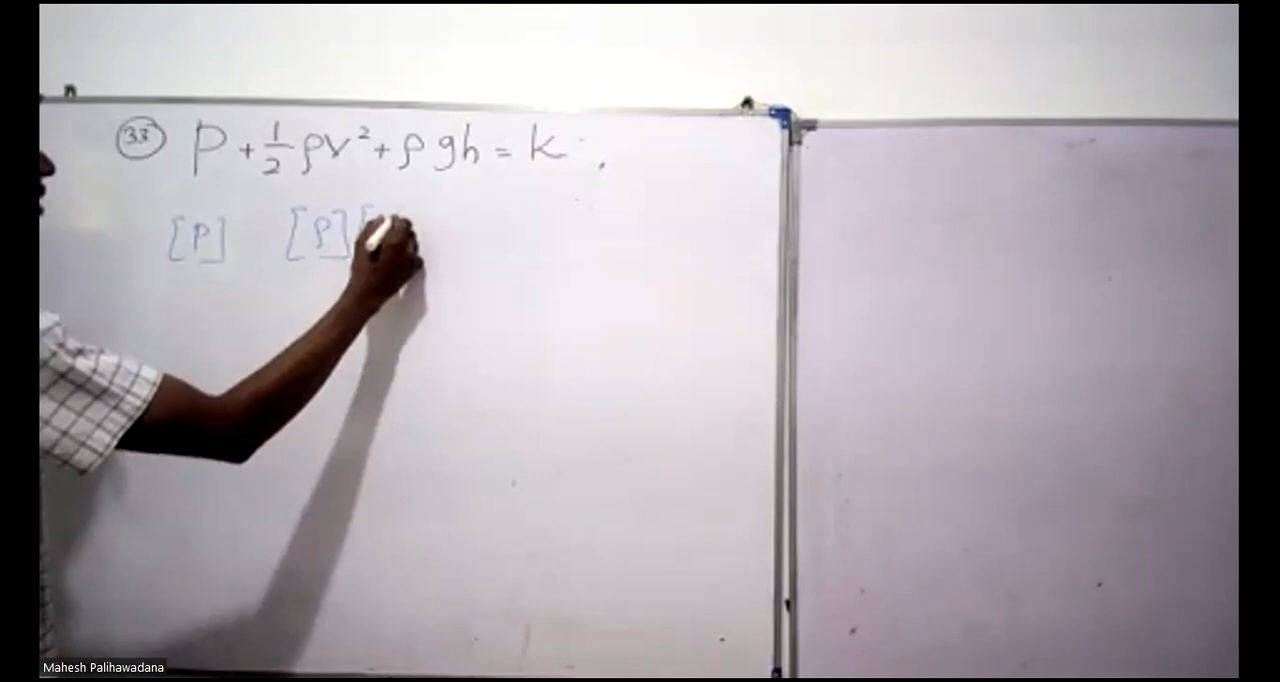 (33) P + 1/2 ρv² + ρgh = k .
[P] [ρ] [
Mahesh Palihawadana